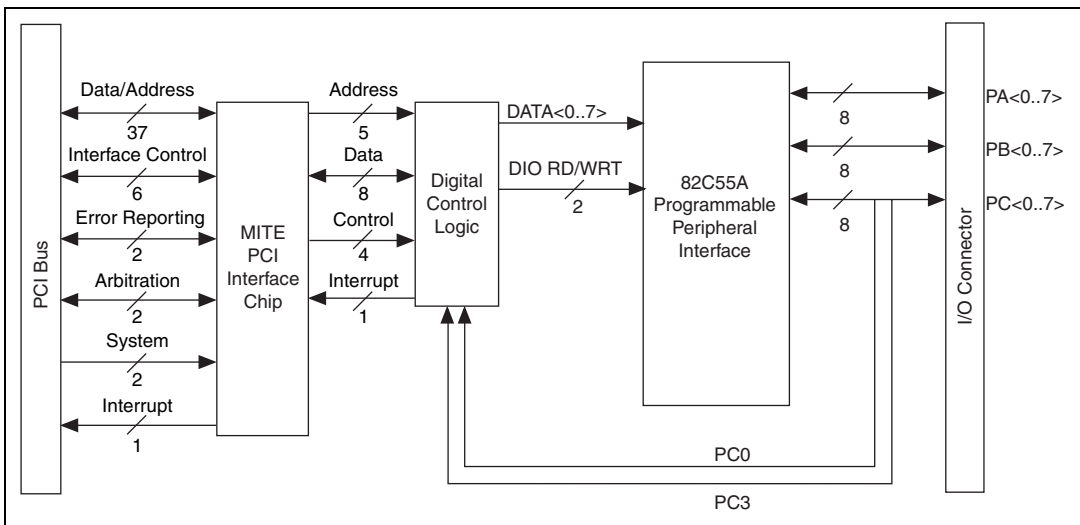 PCI Bus
Data/Address
37
Interface Control
6
Error Reporting
2
Arbitration
2
System
2
Interrupt
1
MITE
PCI
Interface
Chip
Address
5
Data
8
Control
4
Interrupt
1
Digital
Control
Logic
DATA<0..7>
DIO RD/WRT
2
82C55A
Programmable
Peripheral
Interface
8
8
8
PC0
PC3
I/O Connector
PA<0..7>
PB<0..7>
PC<0..7>